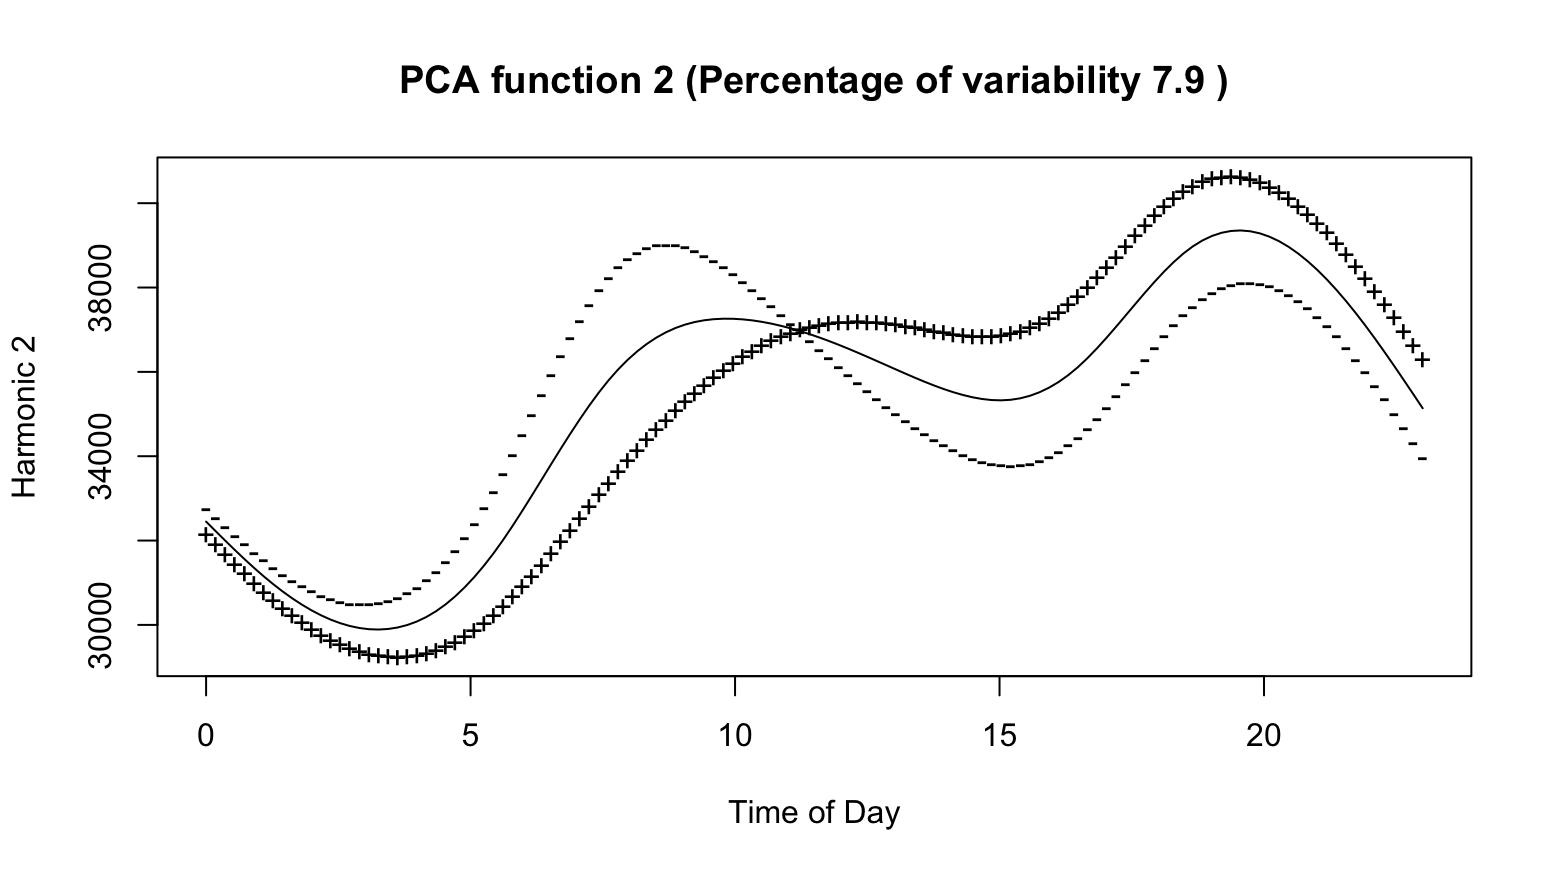 PCA function 2 (Percentage of variability 7.9 )
Harmonic 2
38000
34000
30000
0 5 10 15 20
Time of Day